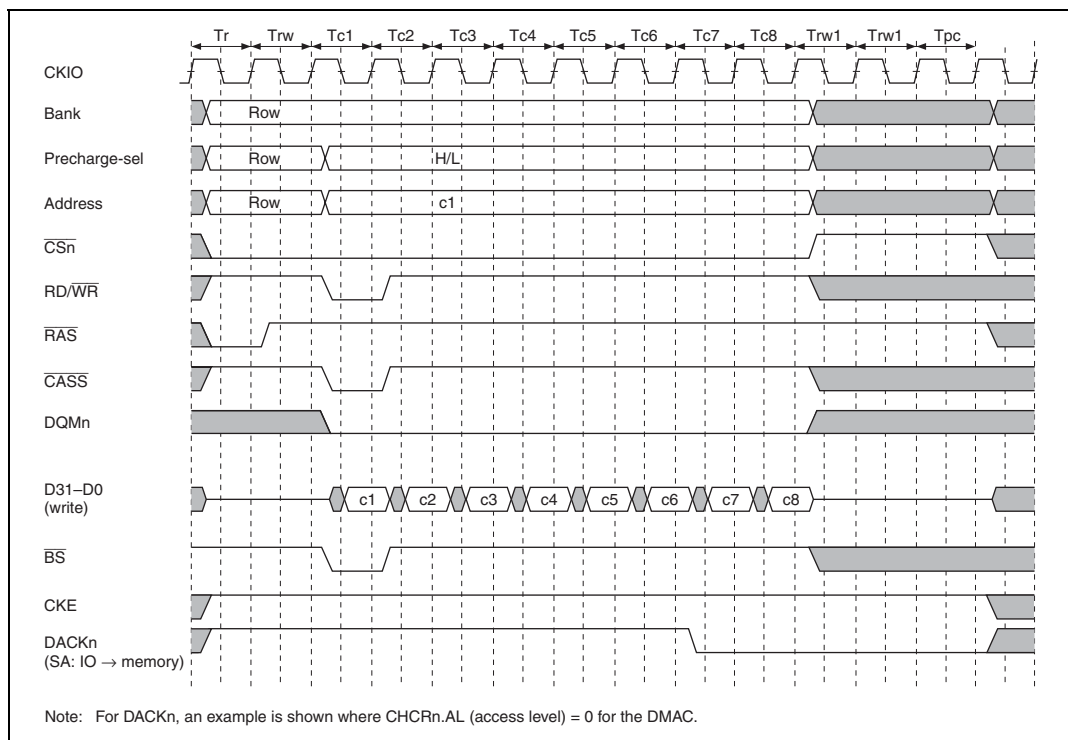 Tr Trw Tc1 Tc2 Tc3 Tc4 Tc5 Tc6 Tc7 Tc8 Trw1 Trw1 Tpc
CKIO
Bank Row
Precharge-sel Row H/L
Address Row c1
CSn
RD/WR
RAS
CASS
DQMn
D31–D0
(write) c1 c2 c3 c4 c5 c6 c7 c8
BS
CKE
DACKn
(SA: IO → memory)
Note: For DACKn, an example is shown where CHCRn.AL (access level) = 0 for the DMAC.